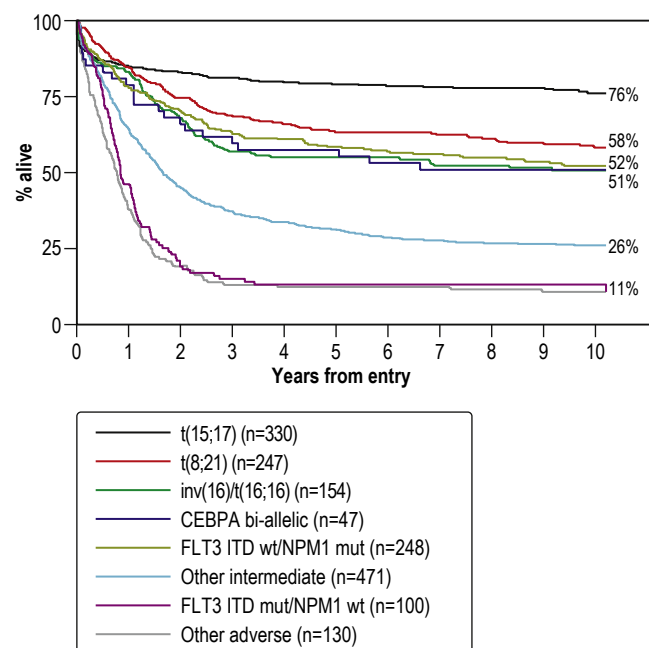 100
75
50
25
0
% alive
76%
58%
52%
51%
26%
11%
0 1 2 3 4 5 6 7 8 9 10
Years from entry
t(15;17) (n=330)
t(8;21) (n=247)
inv(16)/t(16;16) (n=154)
CEBPA bi-allelic (n=47)
FLT3 ITD wt/NPM1 mut (n=248)
Other intermediate (n=471)
FLT3 ITD mut/NPM1 wt (n=100)
Other adverse (n=130)